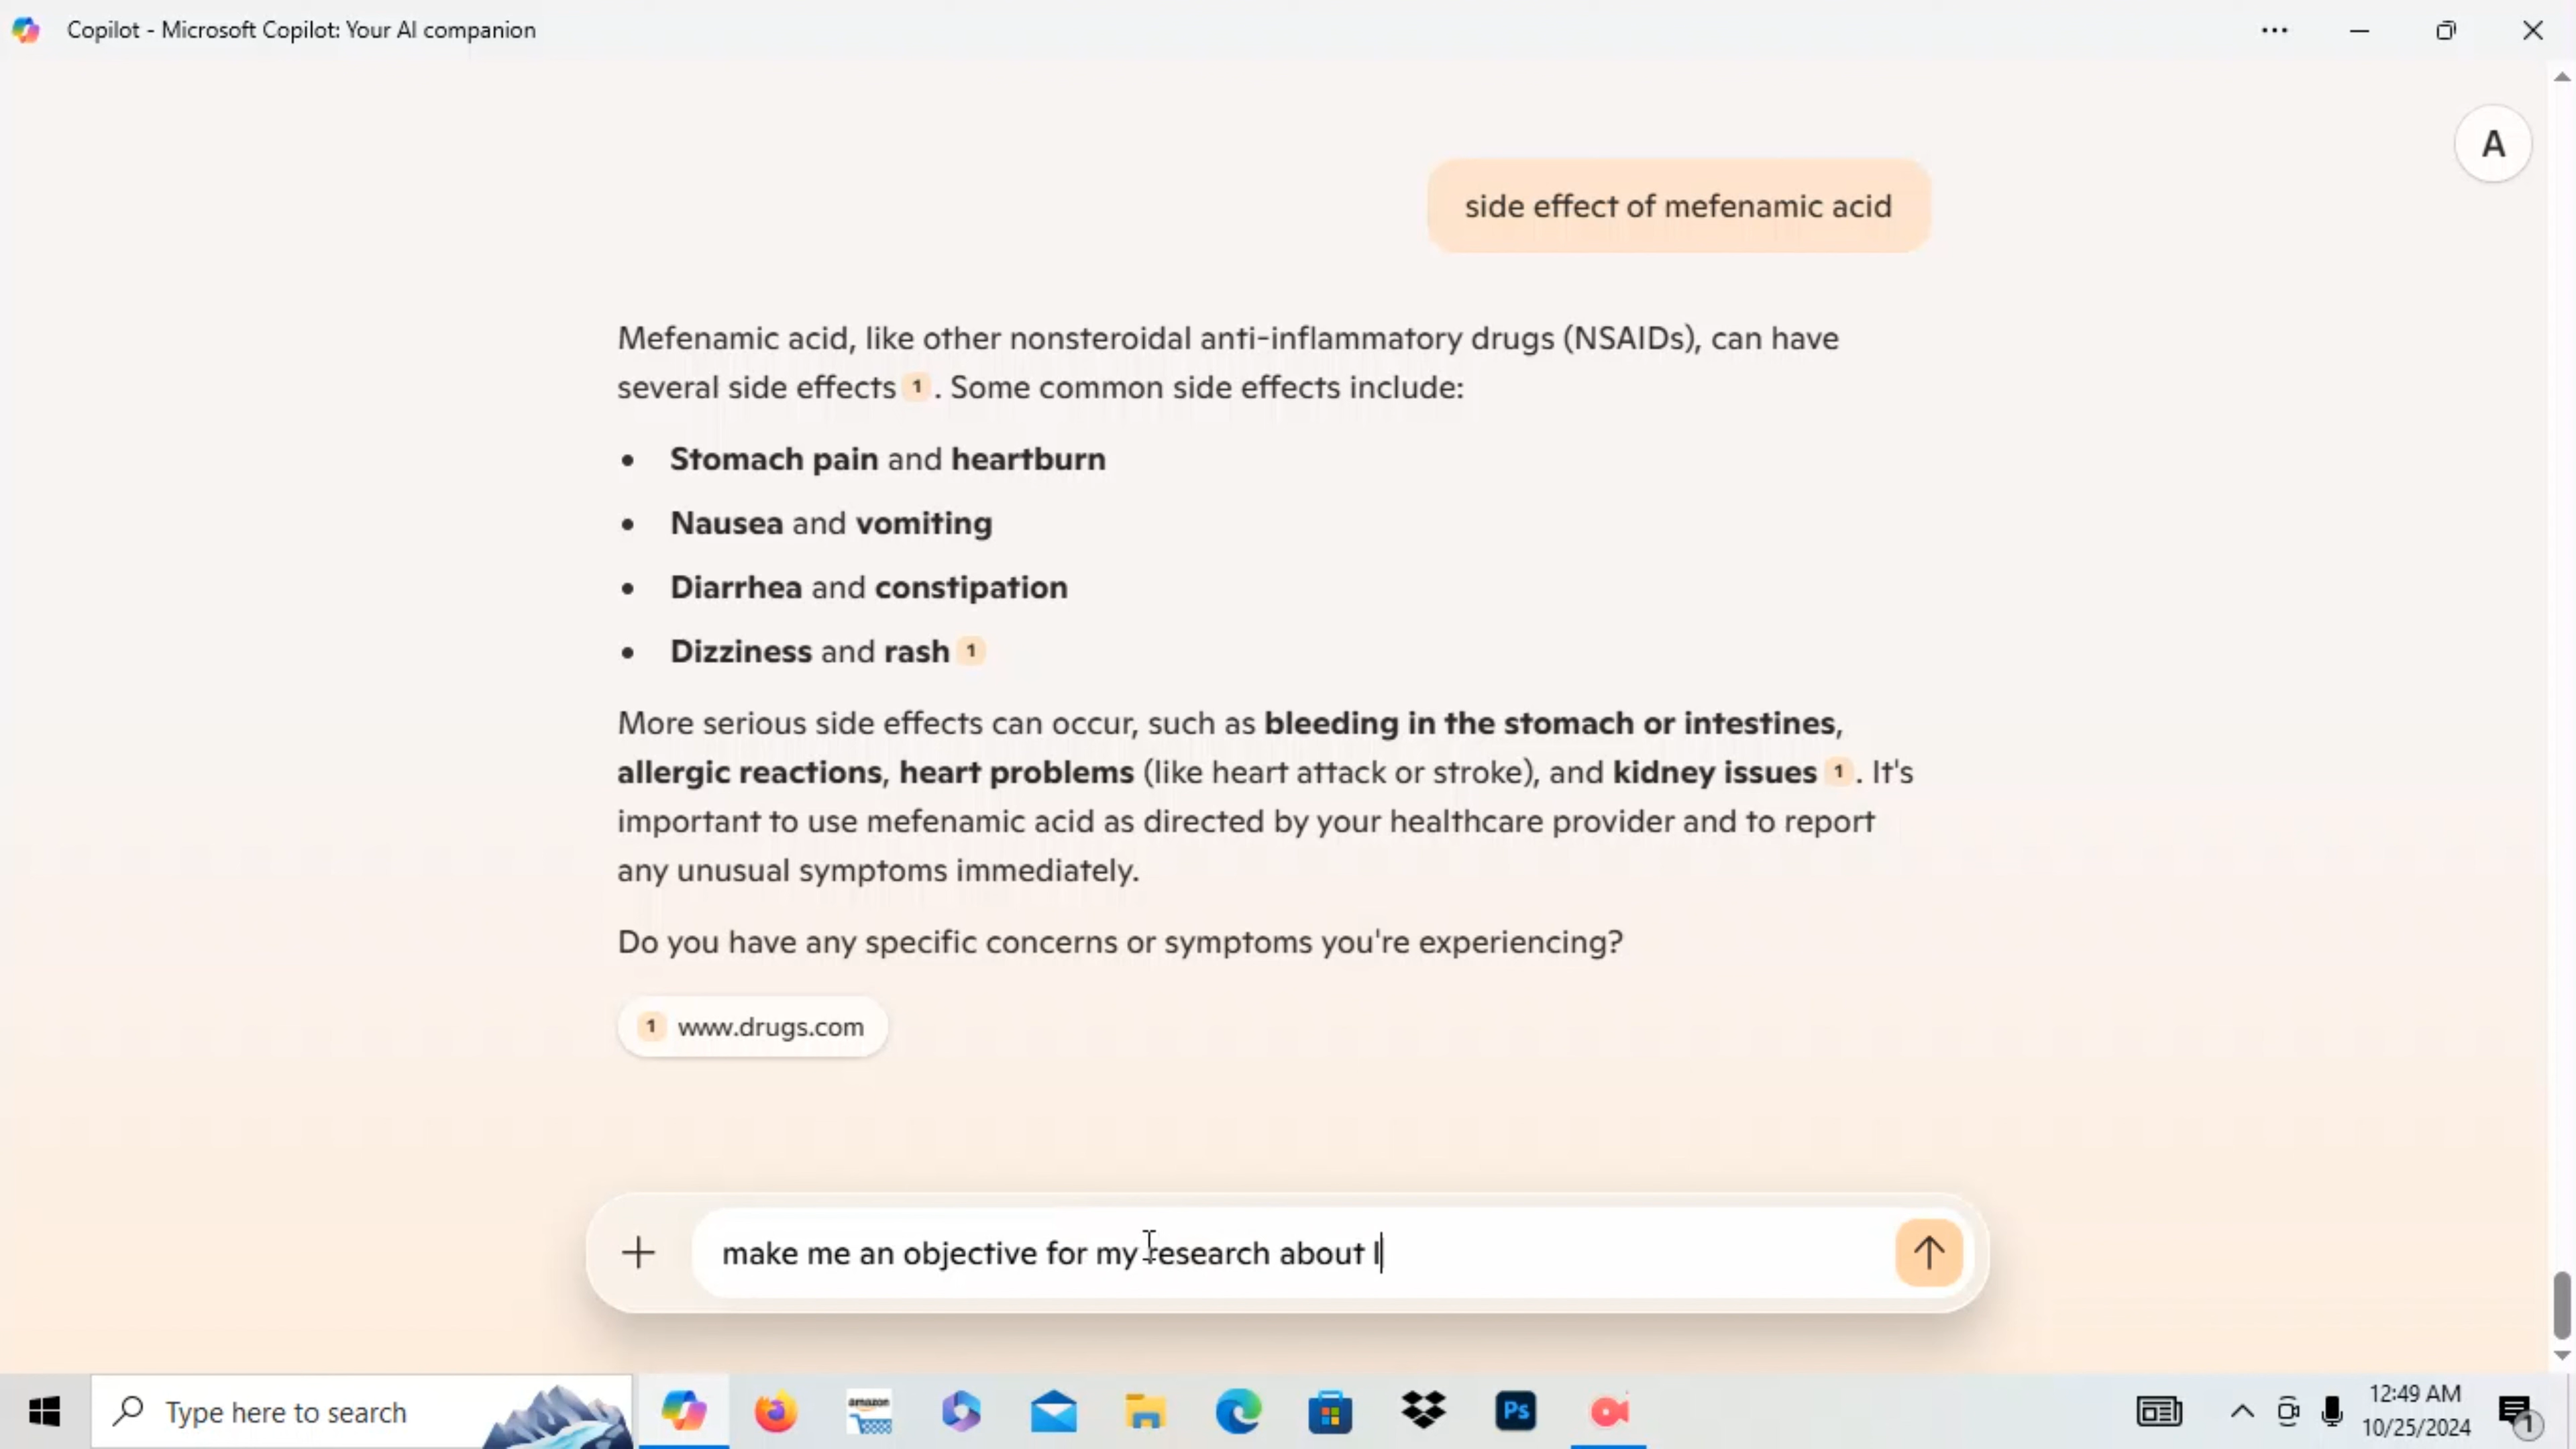 Copilot - Microsoft Copilot: Your AI companion
A
side effect of mefenamic acid
Mefenamic acid, like other nonsteroidal anti-inflammatory drugs (NSAIDs), can have
several side effects 1 . Some common side effects include:
• Stomach pain and heartburn
• Nausea and vomiting
• Diarrhea and constipation
• Dizziness and rash 1
More serious side effects can occur, such as bleeding in the stomach or intestines,
allergic reactions, heart problems (like heart attack or stroke), and kidney issues 1 . It's
important to use mefenamic acid as directed by your healthcare provider and to report
any unusual symptoms immediately.
Do you have any specific concerns or symptoms you're experiencing?
1 www.drugs.com
make me an objective for my research about l
Type here to search
amazon
Ps
12:49 AM
10/25/2024
1